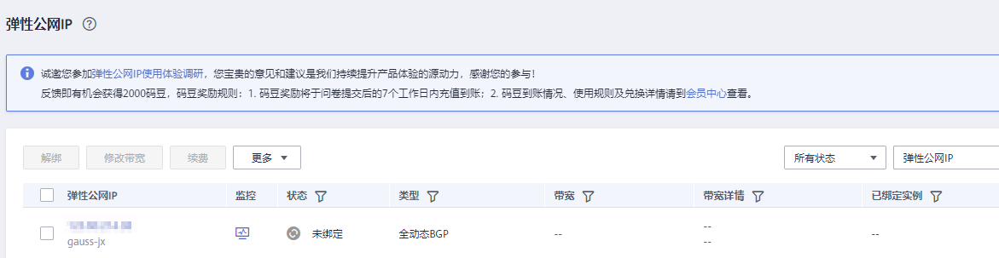 弹性公网IP
诚邀您参加弹性公网IP使用体验调研，您宝贵的意见和建议是我们持续提升产品体验的源动力，感谢您的参与！
反馈即有机会获得2000码豆，码豆奖励规则：1. 码豆奖励将于问卷提交后的7个工作日内充值到账；2. 码豆到账情况、使用规则及兑换详情请到会员中心查看。
解绑 修改带宽 续费 更多 所有状态 弹性公网IP
弹性公网IP 监控 状态 类型 带宽 带宽详情 已绑定实例
未绑定 全动态BGP -- -- --
gauss-jx --